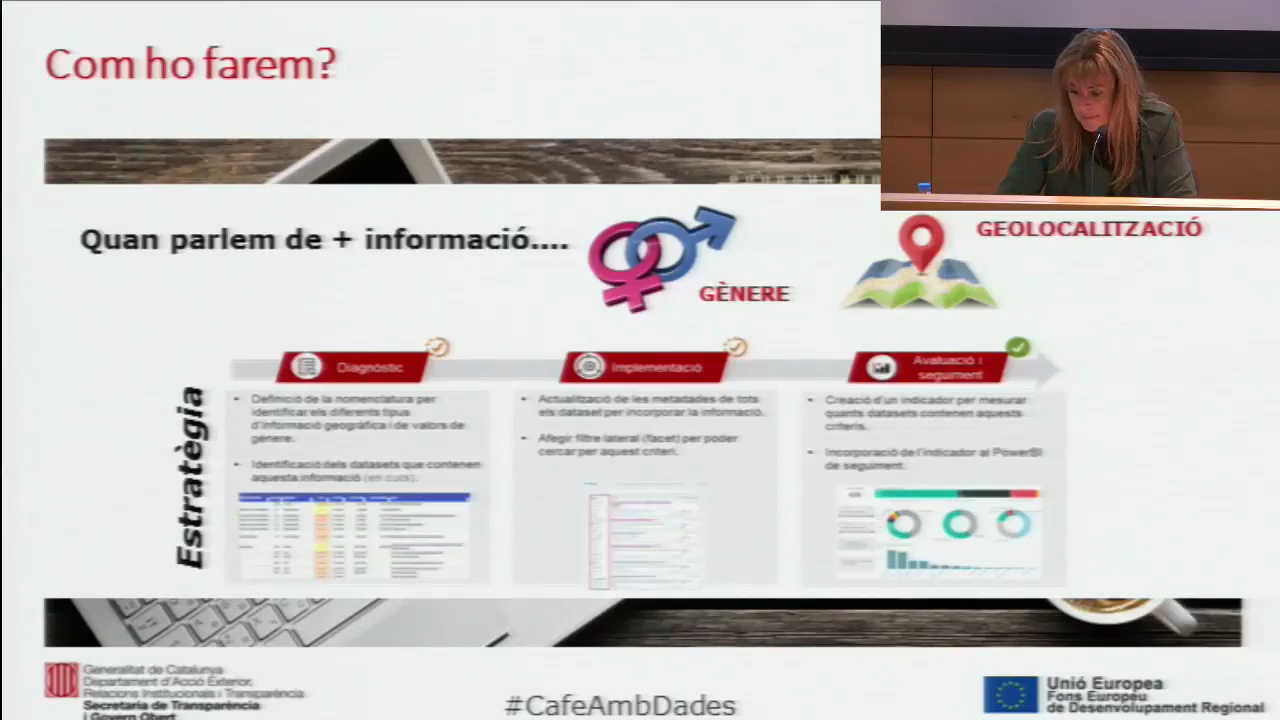 Com ho farem?
Quan parlem de + informació....
GÈNERE
GEOLOCALITZACIÓ
Estratègia
Diagnòstic
Implementació
Avaluació i
seguiment
Definició de la nomenclatura per
identificar els diferents tipus
d'informació geogràfica i de valors de
gènere.
Identificació dels datasets que contenen
aquesta informació (en curs).
Actualització de les metadades de tots
els dataset per incorporar la informació.
Afegir filtre lateral (facet) per poder
cercar per aquest criteri.
Creació d'un indicador per mesurar
quants datasets contenen aquests
criteris.
Incorporació de l'indicador al PowerBI
de seguiment.
Generalitat de Catalunya
Departament d'Acció Exterior,
Relacions Institucionals i Transparència
Secretaria de Transparència
i Govern Obert
#CafeAmbDades
Unió Europea
Fons Europeu
de Desenvolupament Regional